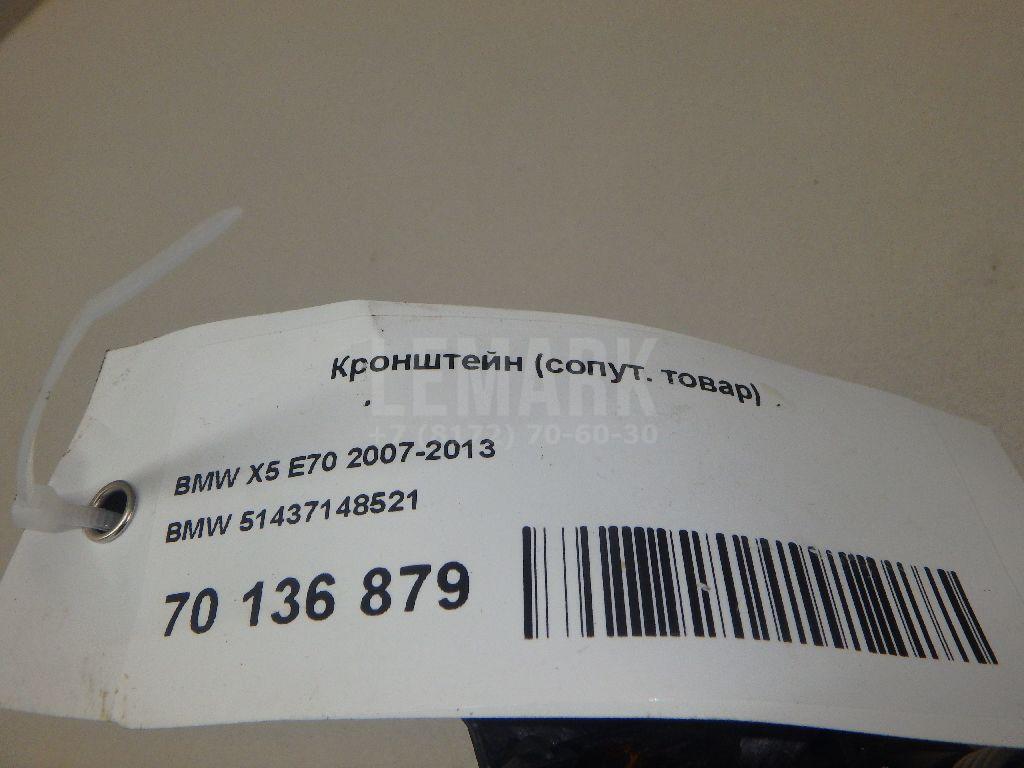 Кронштейн (сопут. товар)
LEMARK
+7 (8172) 70-60-30
BMW X5 E70 2007-2013
BMW 51437148521
70 136 879